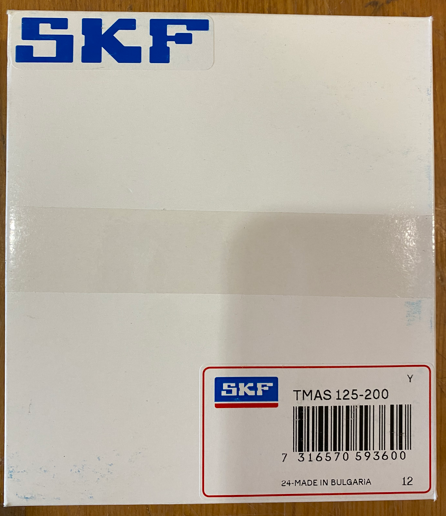 SKF
Y
SKF TMAS 125-200
7 316570 593600
24-MADE IN BULGARIA 12